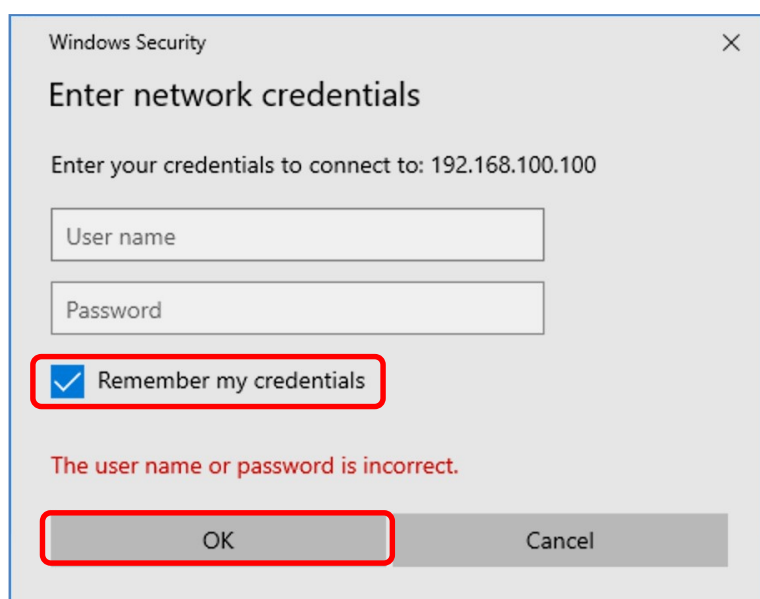 Windows Security
Enter network credentials
Enter your credentials to connect to: 192.168.100.100
User name
Password
Remember my credentials
The user name or password is incorrect.
OK Cancel